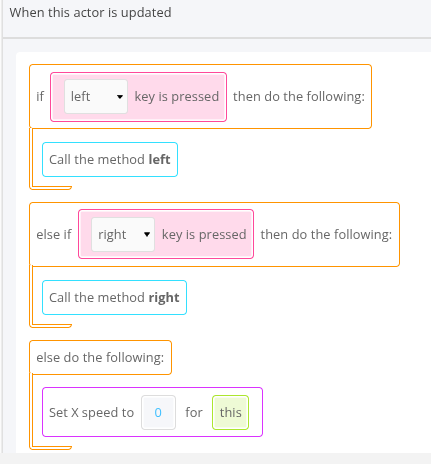 When this actor is updated
if left key is pressed then do the following:
Call the method left
else if right key is pressed then do the following:
Call the method right
else do the following:
Set X speed to 0 for this